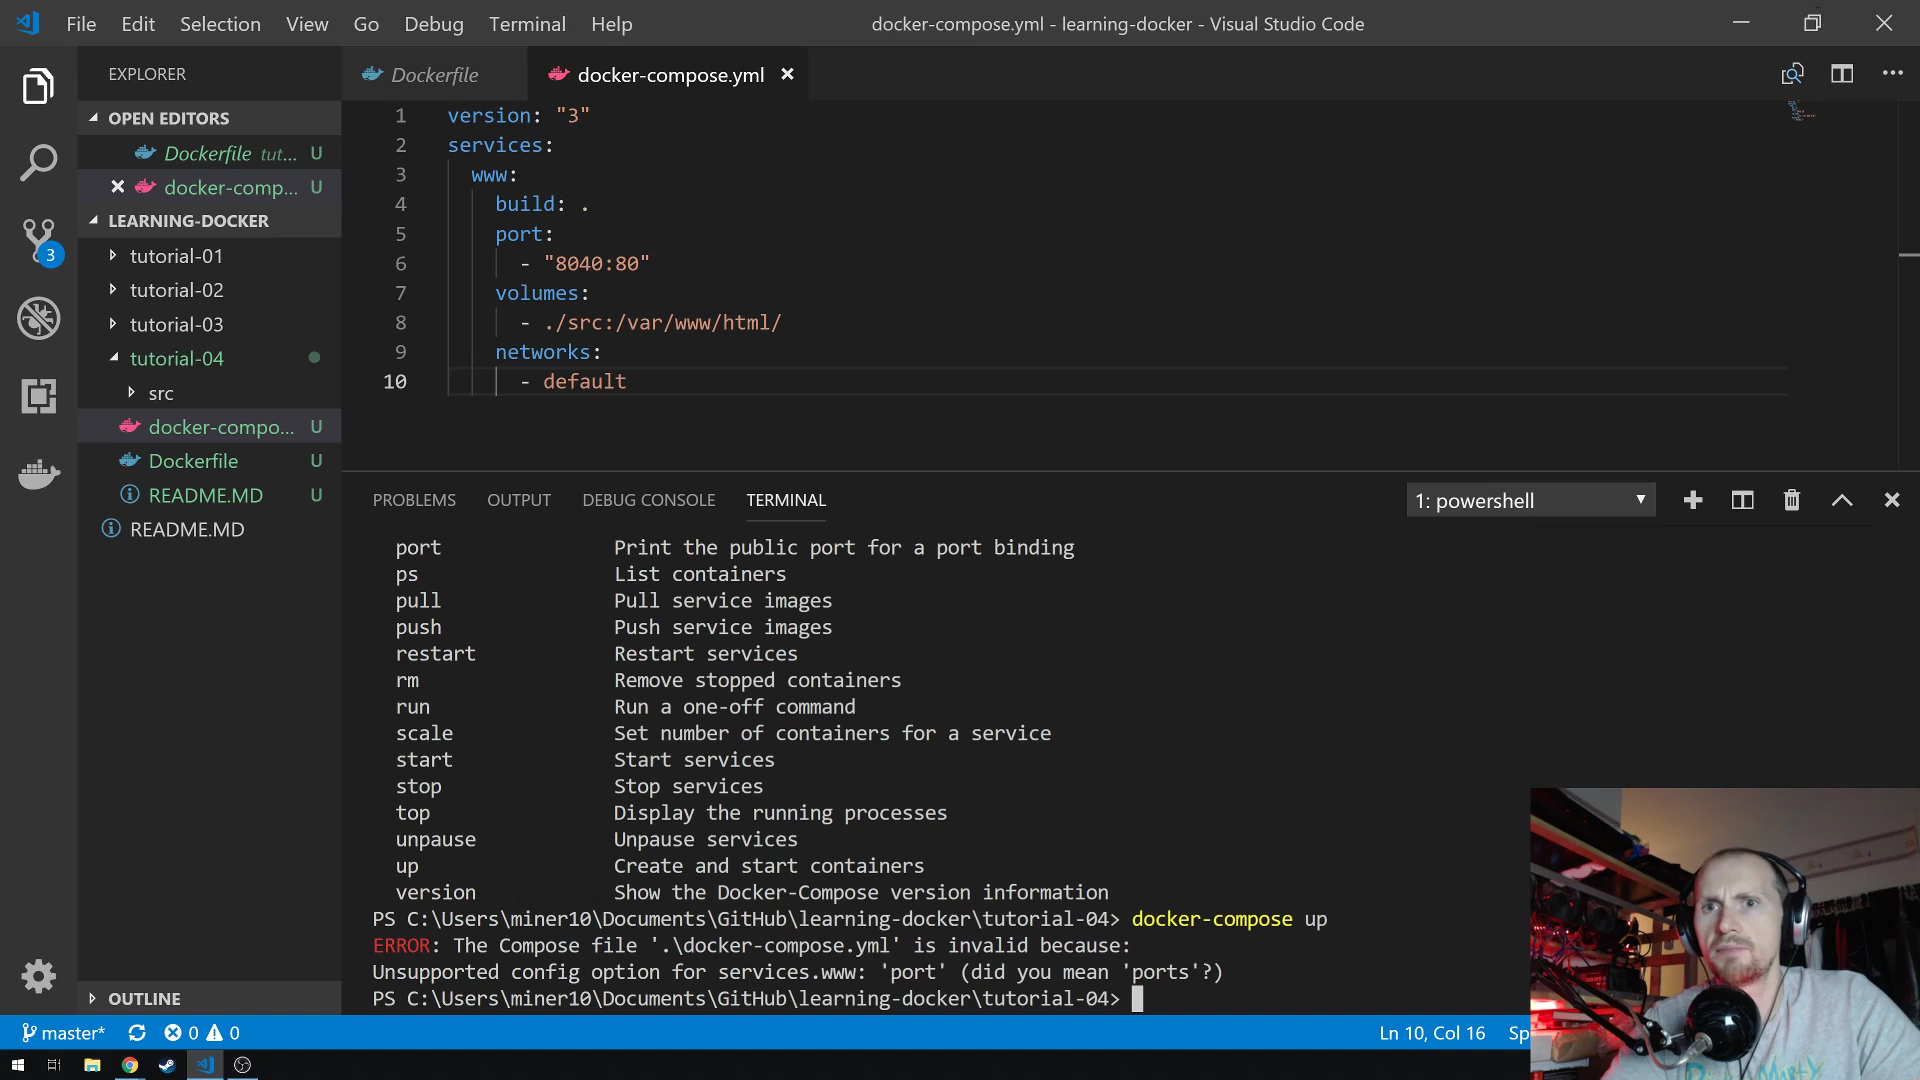 File Edit Selection View Go Debug Terminal Help docker-compose.yml - learning-docker - Visual Studio Code
EXPLORER
Dockerfile docker-compose.yml
OPEN EDITORS
Dockerfile tut... U
docker-comp... U
LEARNING-DOCKER
tutorial-01
tutorial-02
tutorial-03
tutorial-04
src
docker-compo... U
Dockerfile U
README.MD U
README.MD
OUTLINE
3
1 version: "3"
2 services:
3 www:
4 build: .
5 port:
6 - "8040:80"
7 volumes:
8 - ./src:/var/www/html/
9 networks:
10 - default
PROBLEMS OUTPUT DEBUG CONSOLE TERMINAL 1: powershell
port Print the public port for a port binding
ps List containers
pull Pull service images
push Push service images
restart Restart services
rm Remove stopped containers
run Run a one-off command
scale Set number of containers for a service
start Start services
stop Stop services
top Display the running processes
unpause Unpause services
up Create and start containers
version Show the Docker-Compose version information
PS C:\Users\miner10\Documents\GitHub\learning-docker\tutorial-04> docker-compose up
ERROR: The Compose file '.\docker-compose.yml' is invalid because:
Unsupported config option for services.www: 'port' (did you mean 'ports'?)
PS C:\Users\miner10\Documents\GitHub\learning-docker\tutorial-04>
master* 0 0 Ln 10, Col 16 Sp